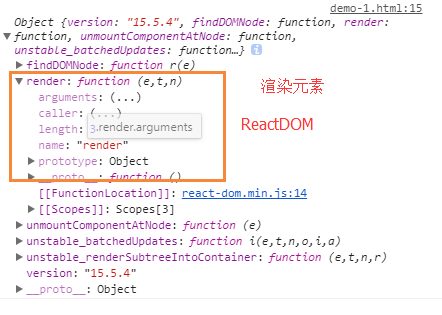 demo-1.html:15
Object {version: "15.5.4", findDOMNode: function, render:
function, unmountComponentAtNode: function,
unstable_batchedUpdates: function…}
findDOMNode: function r(e)
render: function (e,t,n)
arguments: (...)
caller: (...)
length: 3
.render.arguments
name: "render"
prototype: Object
__proto__: function ()
[[FunctionLocation]]: react-dom.min.js:14
[[Scopes]]: Scopes[3]
unmountComponentAtNode: function (e)
unstable_batchedUpdates: function i(e,t,n,o,i,a)
unstable_renderSubtreeIntoContainer: function (e,t,n,r)
version: "15.5.4"
__proto__: Object
渲染元素
ReactDOM